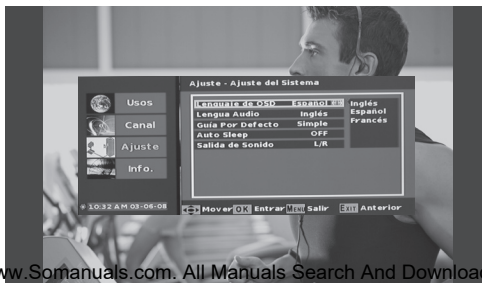 Ajuste - Ajuste del Sistema
Usos
Canal
Ajuste
Info.
Lenguaje de OSD Español
Lengua Audio Inglés
Guía Por Defecto Simple
Auto Sleep OFF
Salida de Sonido L/R
Inglés
Español
Francés
10:32 AM 03-06-08
Mover OK Entrar MENU Salir EXIT Anterior
ww.Somanuals.com. All Manuals Search And Downloa